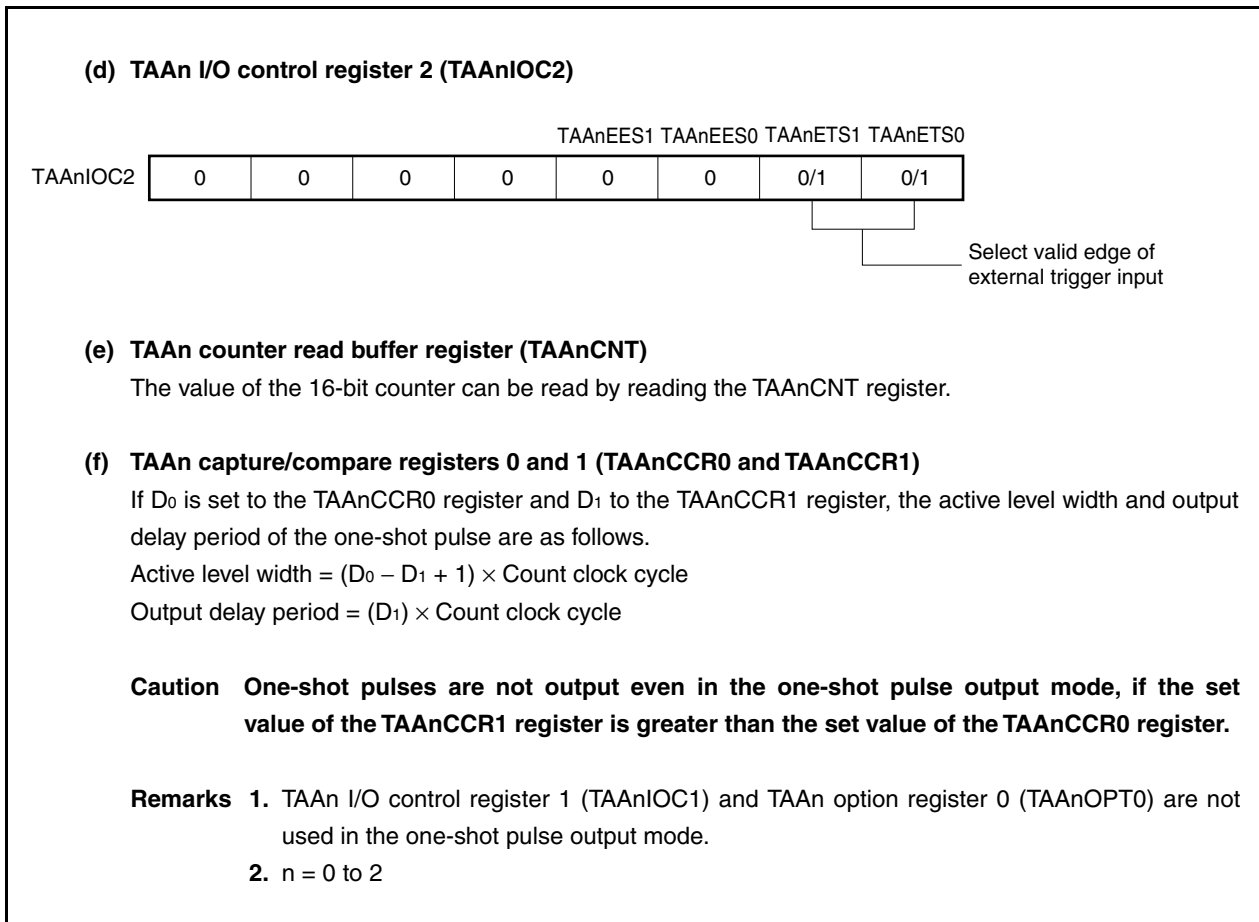 (d) TAAn I/O control register 2 (TAAnIOC2)
TAAnEES1 TAAnEES0 TAAnETS1 TAAnETS0
TAAnIOC2 0 0 0 0 0 0 0/1 0/1
Select valid edge of
external trigger input
(e) TAAn counter read buffer register (TAAnCNT)
The value of the 16-bit counter can be read by reading the TAAnCNT register.
(f) TAAn capture/compare registers 0 and 1 (TAAnCCR0 and TAAnCCR1)
If D0 is set to the TAAnCCR0 register and D1 to the TAAnCCR1 register, the active level width and output
delay period of the one-shot pulse are as follows.
Active level width = (D0 − D1 + 1) × Count clock cycle
Output delay period = (D1) × Count clock cycle
Caution One-shot pulses are not output even in the one-shot pulse output mode, if the set
value of the TAAnCCR1 register is greater than the set value of the TAAnCCR0 register.
Remarks 1. TAAn I/O control register 1 (TAAnIOC1) and TAAn option register 0 (TAAnOPT0) are not
used in the one-shot pulse output mode.
2. n = 0 to 2